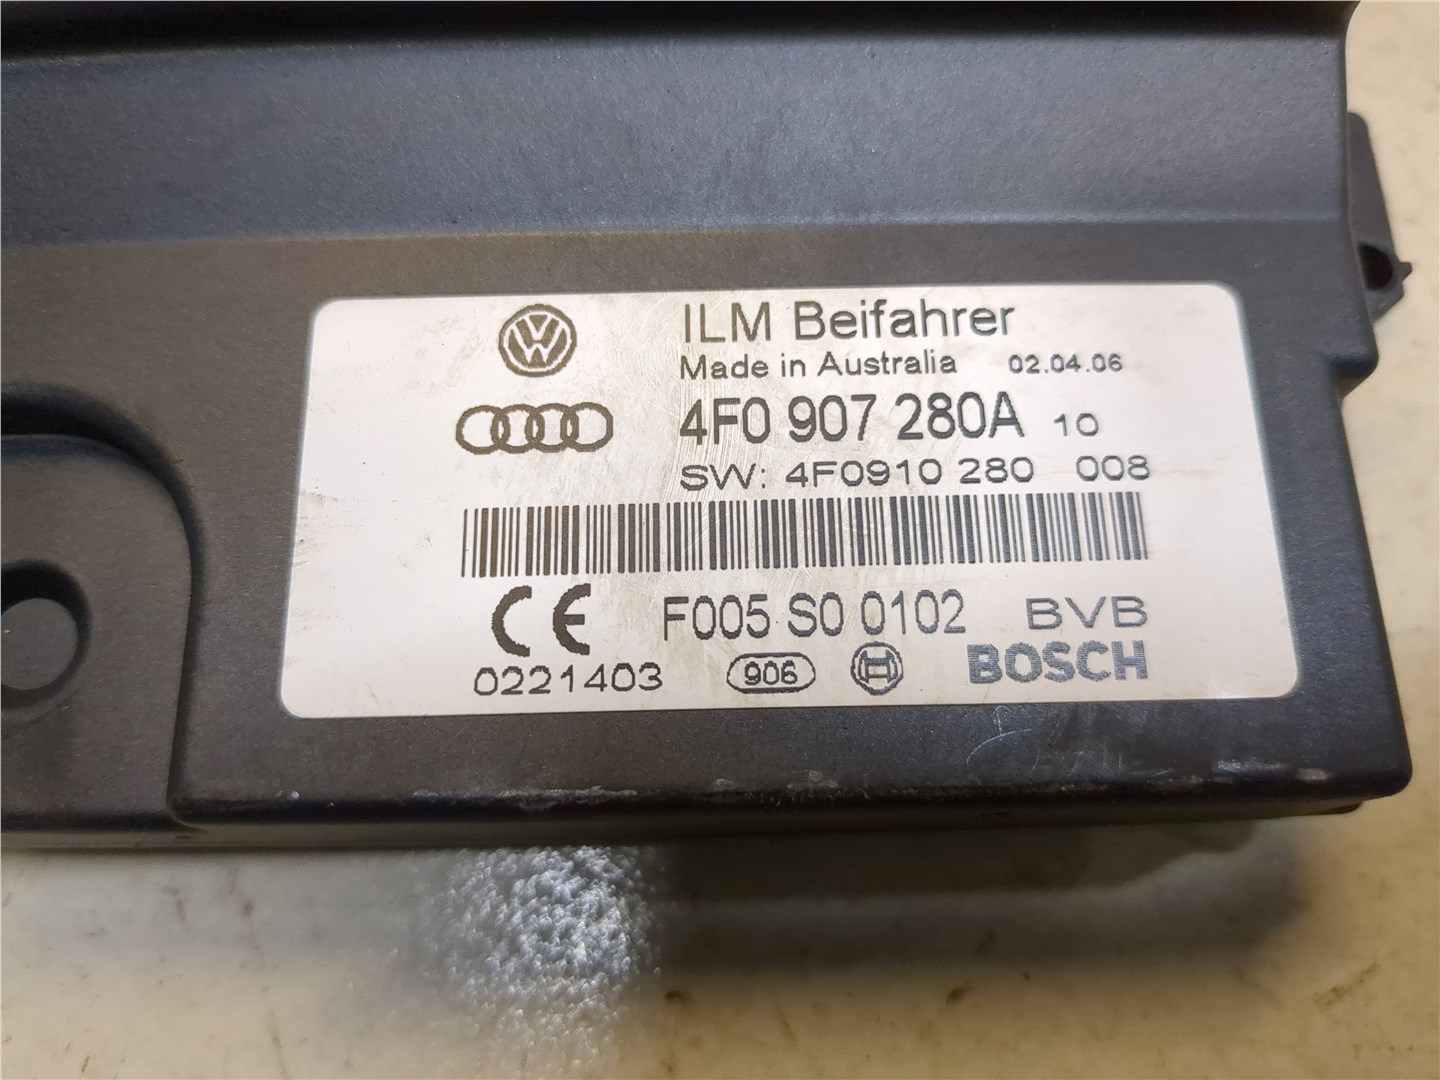 ILM Beifahrer
Made in Australia 02.04.06
4F0 907 280A 10
SW: 4F0910 280 008
CE F005 S0 0102 BVB
0221403 906 BOSCH